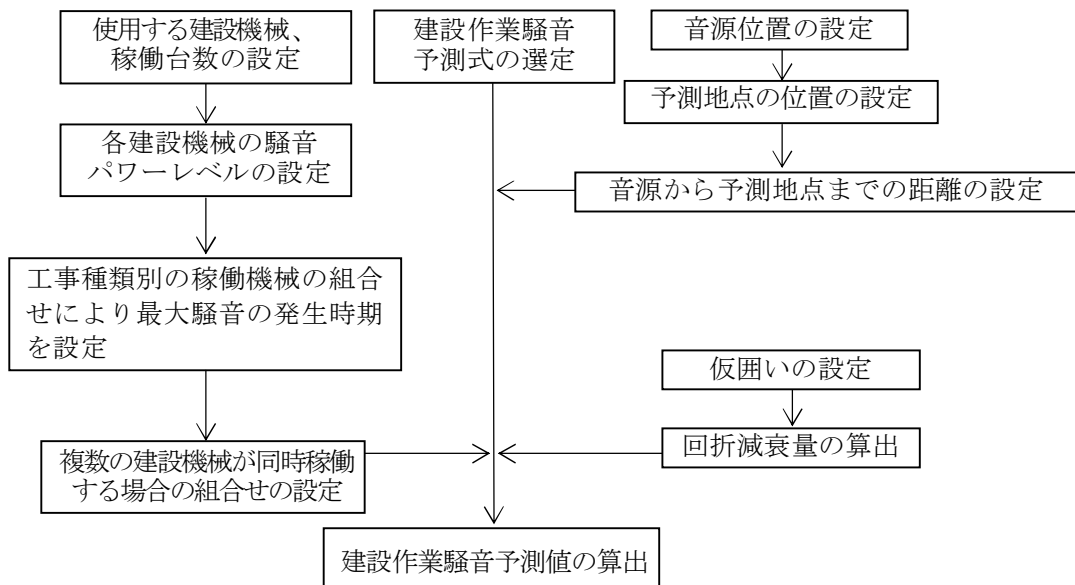 使用する建設機械、
稼働台数の設定
各建設機械の騒音
パワーレベルの設定
工事種類別の稼働機械の組合
せにより最大騒音の発生時期
を設定
複数の建設機械が同時稼働
する場合の組合せの設定
建設作業騒音
予測式の選定
音源位置の設定
予測地点の位置の設定
音源から予測地点までの距離の設定
仮囲いの設定
回折減衰量の算出
建設作業騒音予測値の算出